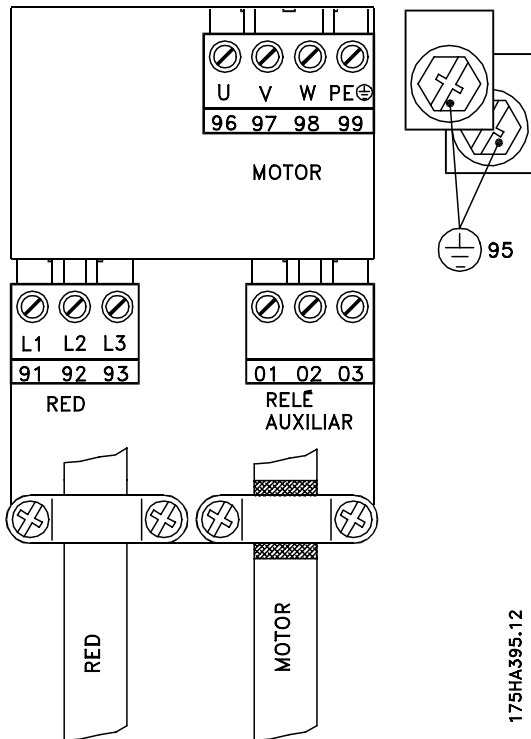 U V W PE
96 97 98 99
MOTOR
95
L1 L2 L3
91 92 93
RED
01 02 03
RELÉ
AUXILIAR
RED
MOTOR
175HA395.12